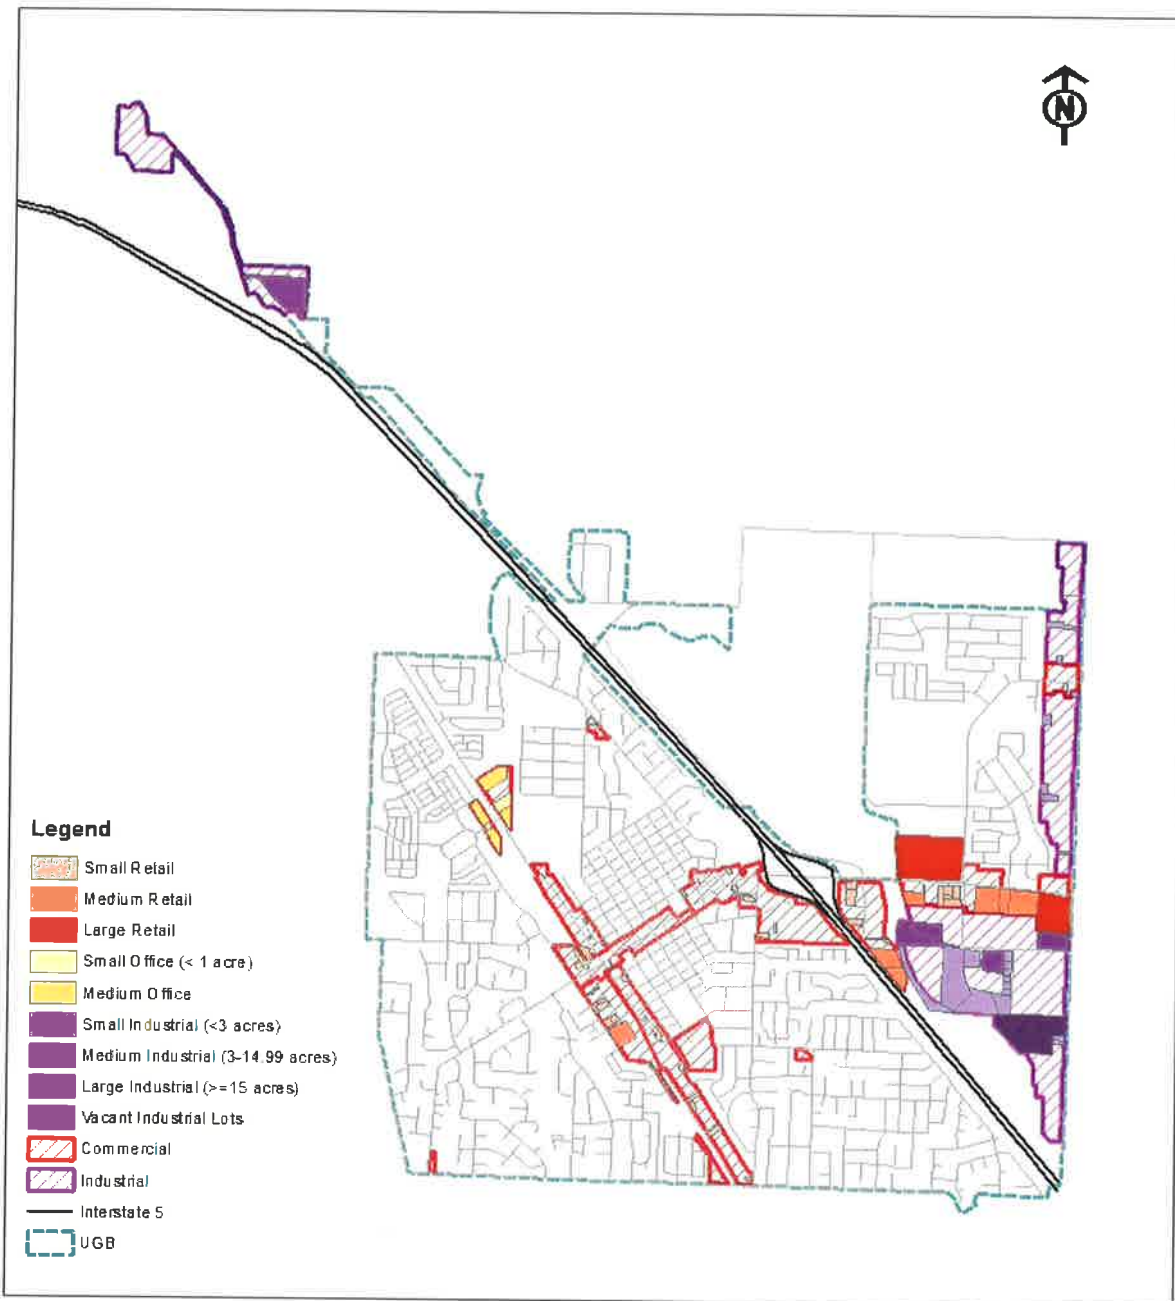 N
Legend
Small Retail
Medium Retail
Large Retail
Small Office (< 1 acre)
Medium Office
Small Industrial (<3 acres)
Medium Industrial (3-14.99 acres)
Large Industrial (>=15 acres)
Vacant Industrial Lots
Commercial
Industrial
Interstate 5
UGB